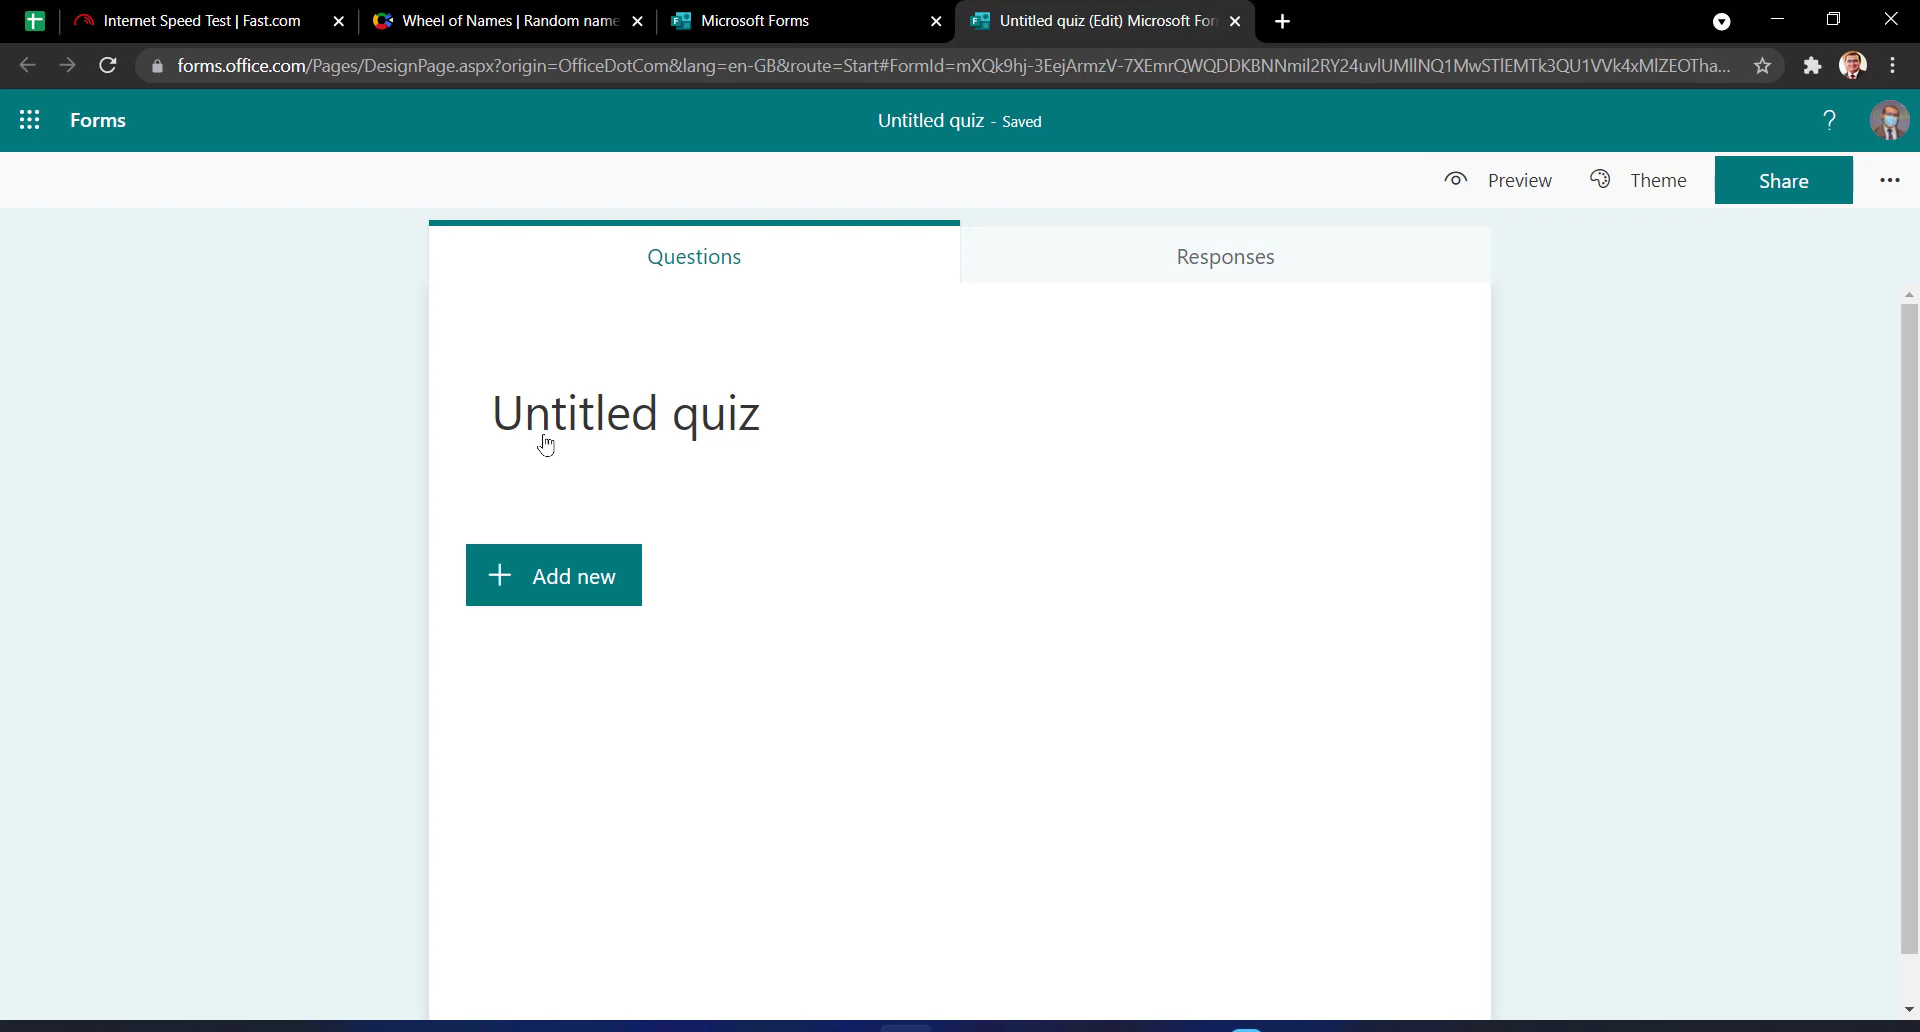 Internet Speed Test | Fast.com
Wheel of Names | Random name
Microsoft Forms
Untitled quiz (Edit) Microsoft For
forms.office.com/Pages/DesignPage.aspx?origin=OfficeDotCom&lang=en-GB&route=Start#FormId=mXQk9hj-3EejArmzV-7XEmrQWQDDKBNNmil2RY24uvlUMllNQ1MwSTlEMTk3QU1VVk4xMlZEOTha...
Forms
Untitled quiz - Saved
?
Preview
Theme
Share
Questions
Responses
Untitled quiz
Add new